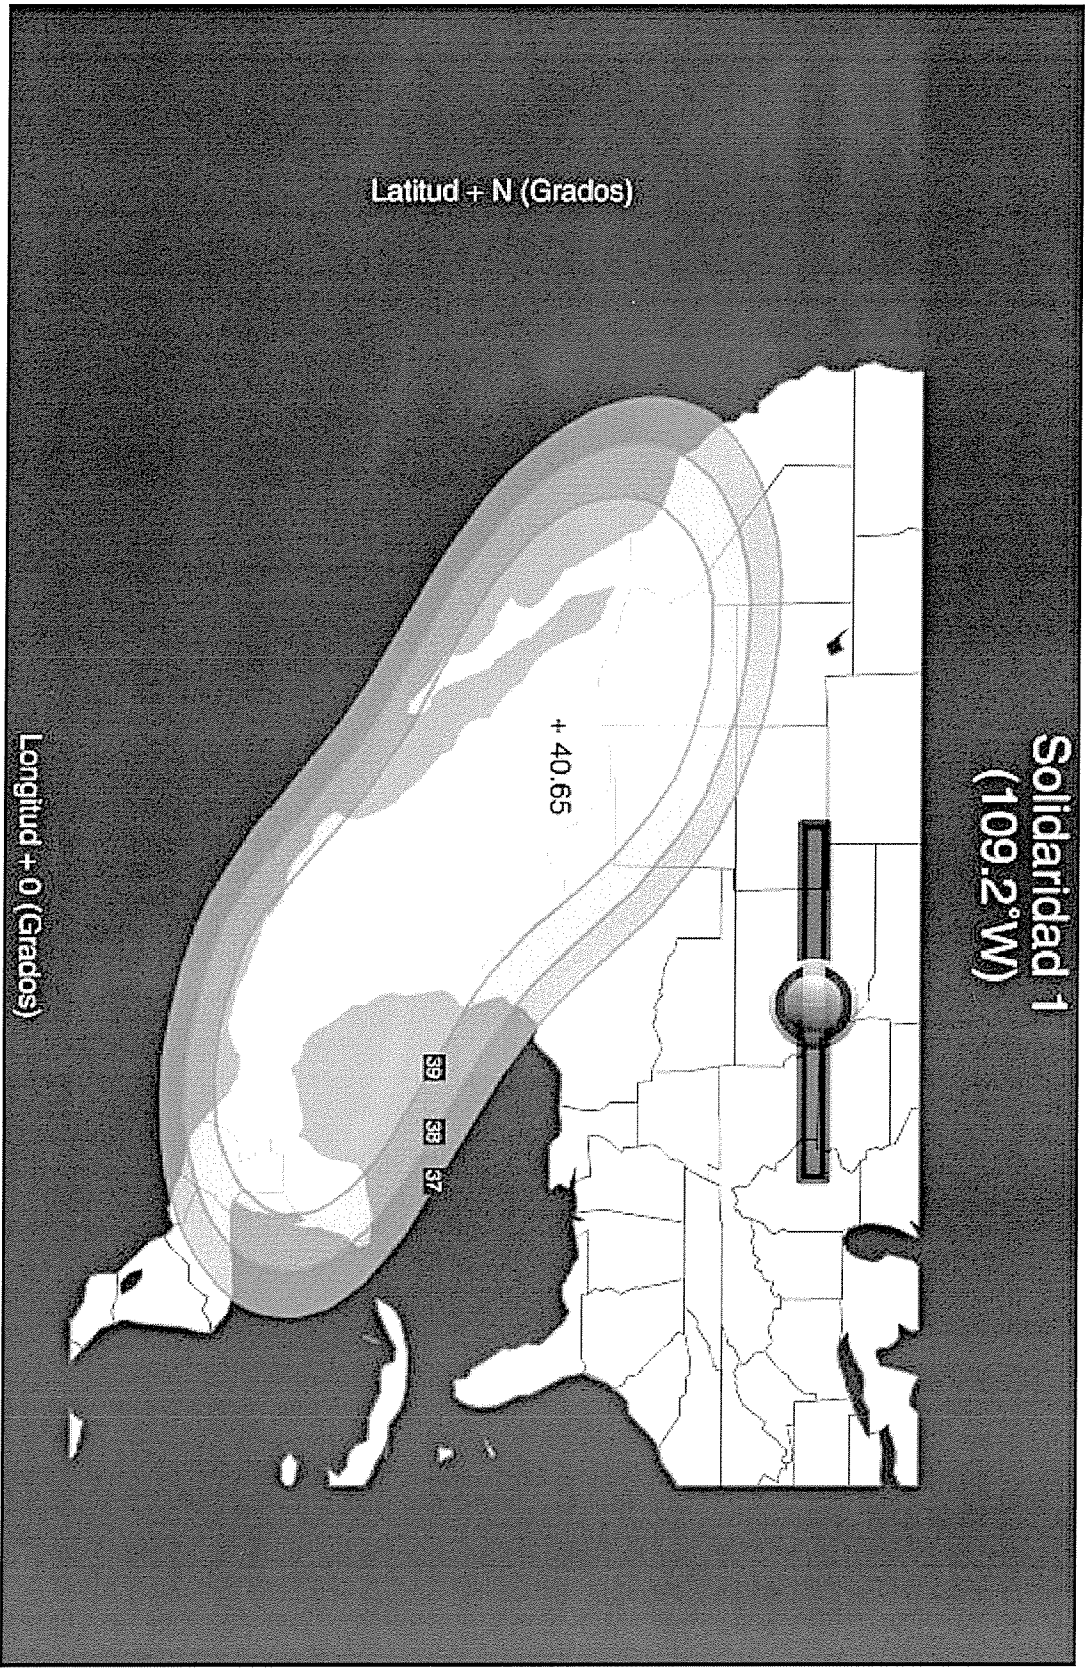 Solidaridad 1
(109.2°W)
Latitud + N (Grados)
+ 40.65
39
38
37
Longitud + 0 (Grados)